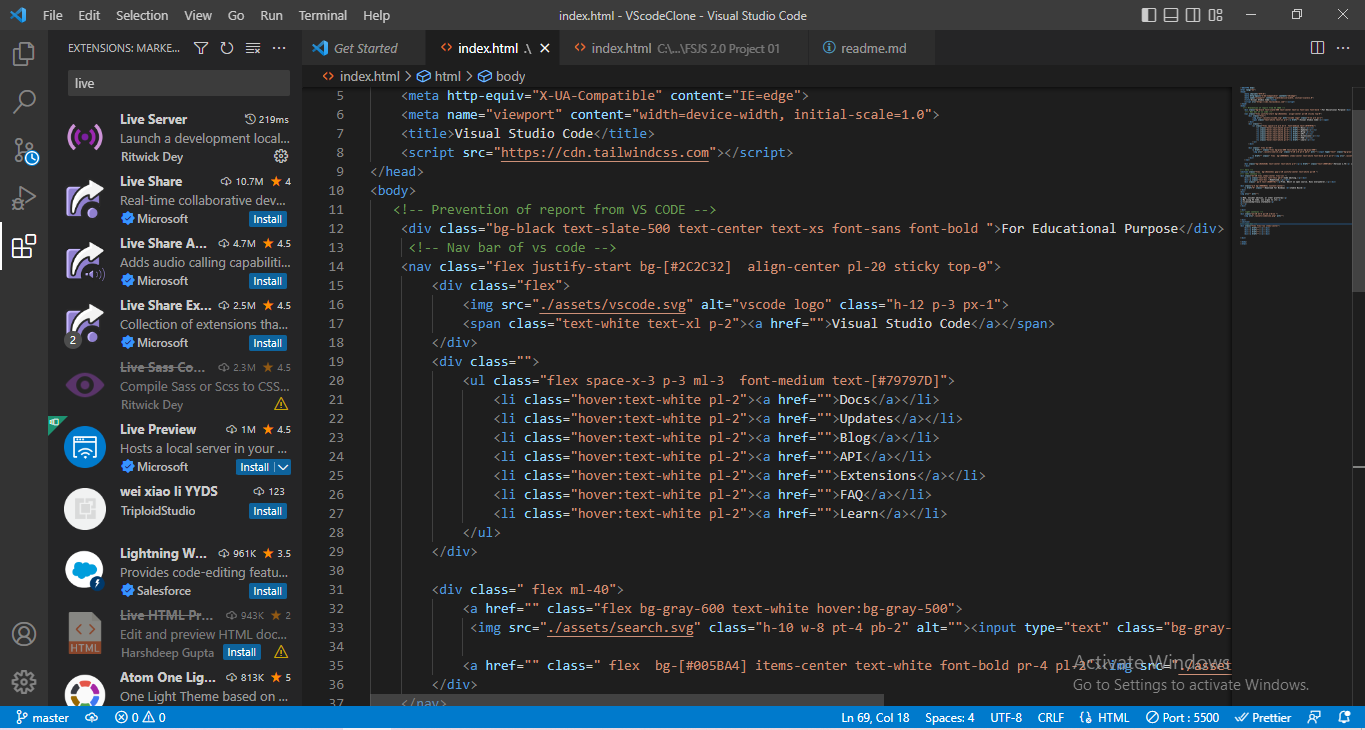 File Edit Selection View Go Run Terminal Help
index.html - VScodeClone - Visual Studio Code
EXTENSIONS: MARKE...
live
Live Server 219ms
Launch a development local...
Ritwick Dey
Live Share 10.7M 4
Real-time collaborative dev...
Microsoft Install
Live Share A... 4.7M 4.5
Adds audio calling capabiliti...
Microsoft Install
Live Share Ex... 2.5M 4.5
Collection of extensions tha...
2 Microsoft Install
Live Sass Co... 2.3M 4.5
Compile Sass or Scss to CSS...
Ritwick Dey
Live Preview 1M 4.5
Hosts a local server in your ...
Microsoft Install
wei xiao li YYDS 123
TriploidStudio Install
Lightning W... 961K 3.5
Provides code-editing featu...
Salesforce Install
Live HTML Pr... 943K 2
Edit and preview HTML doc...
HTML Harshdeep Gupta Install
Atom One Lig... 813K 5
One Light Theme based on ...
Get Started index.html .\ index.html C:\...\FSJS 2.0 Project 01 readme.md
index.html > html > body
5 <meta http-equiv="X-UA-Compatible" content="IE=edge">
6 <meta name="viewport" content="width=device-width, initial-scale=1.0">
7 <title>Visual Studio Code</title>
8 <script src="https://cdn.tailwindcss.com"></script>
9 </head>
10 <body>
11 <!-- Prevention of report from VS CODE -->
12 <div class="bg-black text-slate-500 text-center text-xs font-sans font-bold ">For Educational Purpose</div>
13 <!-- Nav bar of vs code -->
14 <nav class="flex justify-start bg-[#2C2C32]  align-center pl-20 sticky top-0">
15 <div class="flex">
16 <img src="./assets/vscode.svg" alt="vscode logo" class="h-12 p-3 px-1">
17 <span class="text-white text-xl p-2"><a href="">Visual Studio Code</a></span>
18 </div>
19 <div class="">
20 <ul class="flex space-x-3 p-3 ml-3  font-medium text-[#79797D]">
21 <li class="hover:text-white pl-2"><a href="">Docs</a></li>
22 <li class="hover:text-white pl-2"><a href="">Updates</a></li>
23 <li class="hover:text-white pl-2"><a href="">Blog</a></li>
24 <li class="hover:text-white pl-2"><a href="">API</a></li>
25 <li class="hover:text-white pl-2"><a href="">Extensions</a></li>
26 <li class="hover:text-white pl-2"><a href="">FAQ</a></li>
27 <li class="hover:text-white pl-2"><a href="">Learn</a></li>
28 </ul>
29 </div>
30
31 <div class=" flex ml-40">
32 <a href="" class="flex bg-gray-600 text-white hover:bg-gray-500">
33 <img src="./assets/search.svg" class="h-10 w-8 pt-4 pb-2" alt=""><input type="text" class="bg-gray-
34
35 <a href="" class=" flex  bg-[#005BA4] items-center text-white font-bold pr-4 pl-2"><img src="./asset
36 </div>
37 </nav>
Activate Windows
Go to Settings to activate Windows.
master 0 0 Ln 69, Col 18 Spaces: 4 UTF-8 CRLF HTML Port : 5500 Prettier